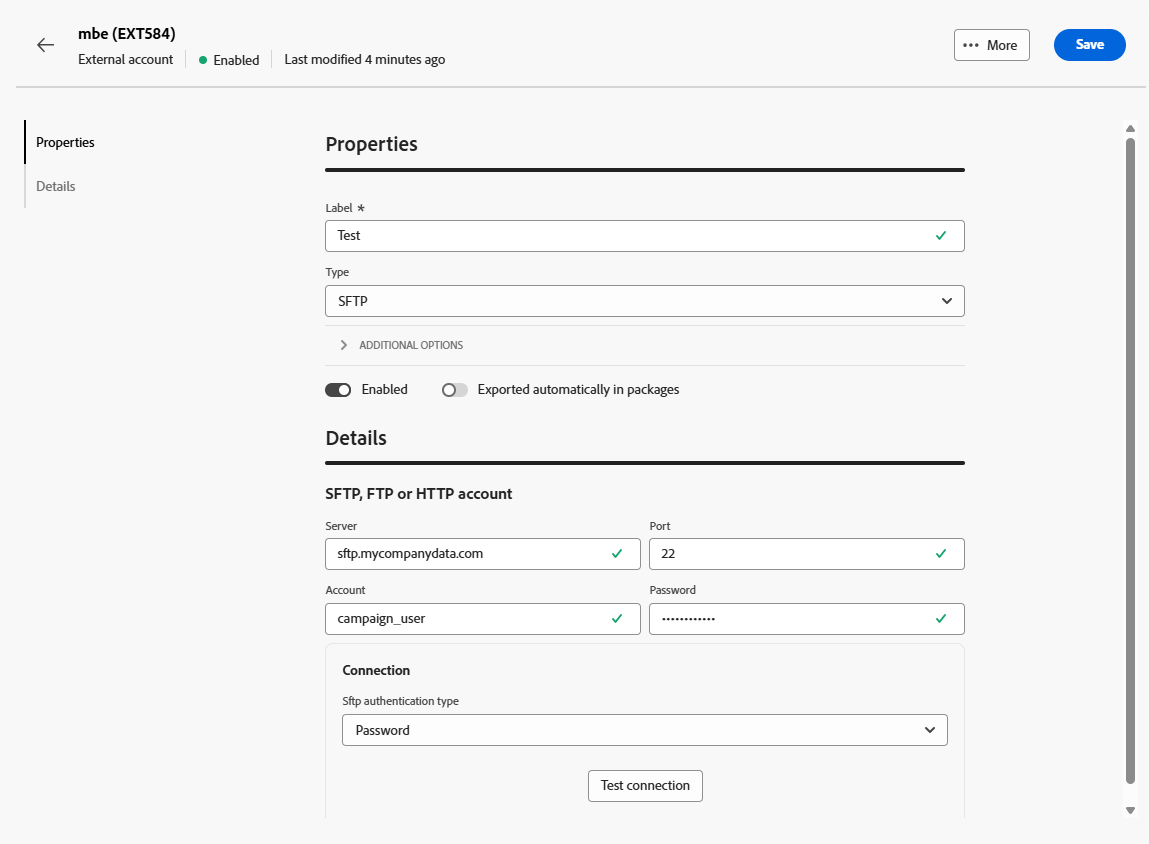 mbe (EXT584)
External account Enabled Last modified 4 minutes ago
••• More
Save
Properties
Details
Properties
Label *
Test
Type
SFTP
ADDITIONAL OPTIONS
Enabled Exported automatically in packages
Details
SFTP, FTP or HTTP account
Server Port
sftp.mycompanydata.com 22
Account Password
campaign_user ••••••••••••
Connection
Sftp authentication type
Password
Test connection